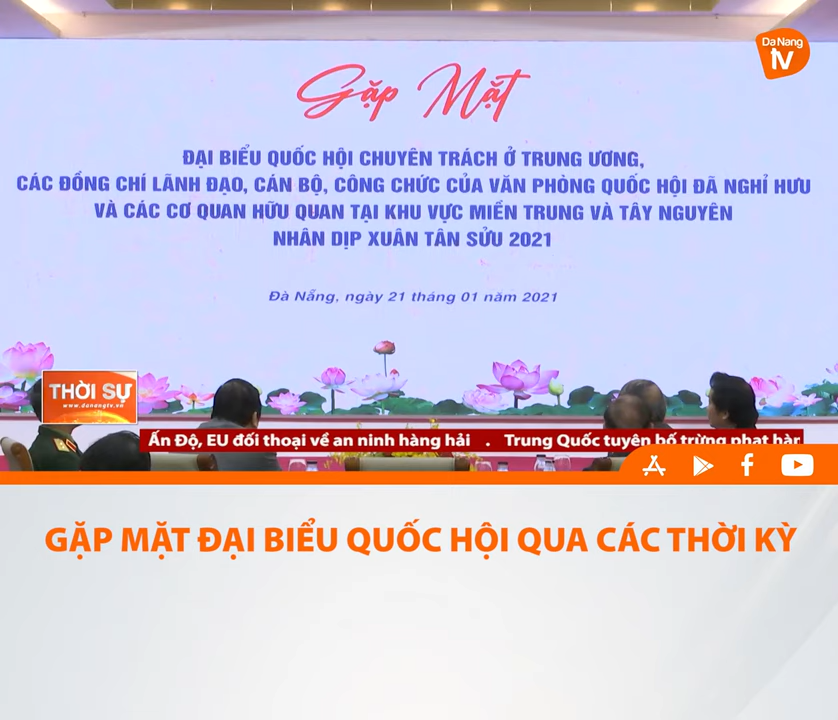 Da Nang
tv
Gặp Mặt
ĐẠI BIỂU QUỐC HỘI CHUYÊN TRÁCH Ở TRUNG ƯƠNG,
CÁC ĐỒNG CHÍ LÃNH ĐẠO, CÁN BỘ, CÔNG CHỨC CỦA VĂN PHÒNG QUỐC HỘI ĐÃ NGHỈ HƯU
VÀ CÁC CƠ QUAN HỮU QUAN TẠI KHU VỰC MIỀN TRUNG VÀ TÂY NGUYÊN
NHÂN DỊP XUÂN TÂN SỬU 2021
Đà Nẵng, ngày 21 tháng 01 năm 2021
THỜI SỰ
www.danangtv.vn
Ấn Độ, EU đối thoại về an ninh hàng hải . Trung Quốc tuyên bố trừng phạt hàr
GẶP MẶT ĐẠI BIỂU QUỐC HỘI QUA CÁC THỜI KỲ